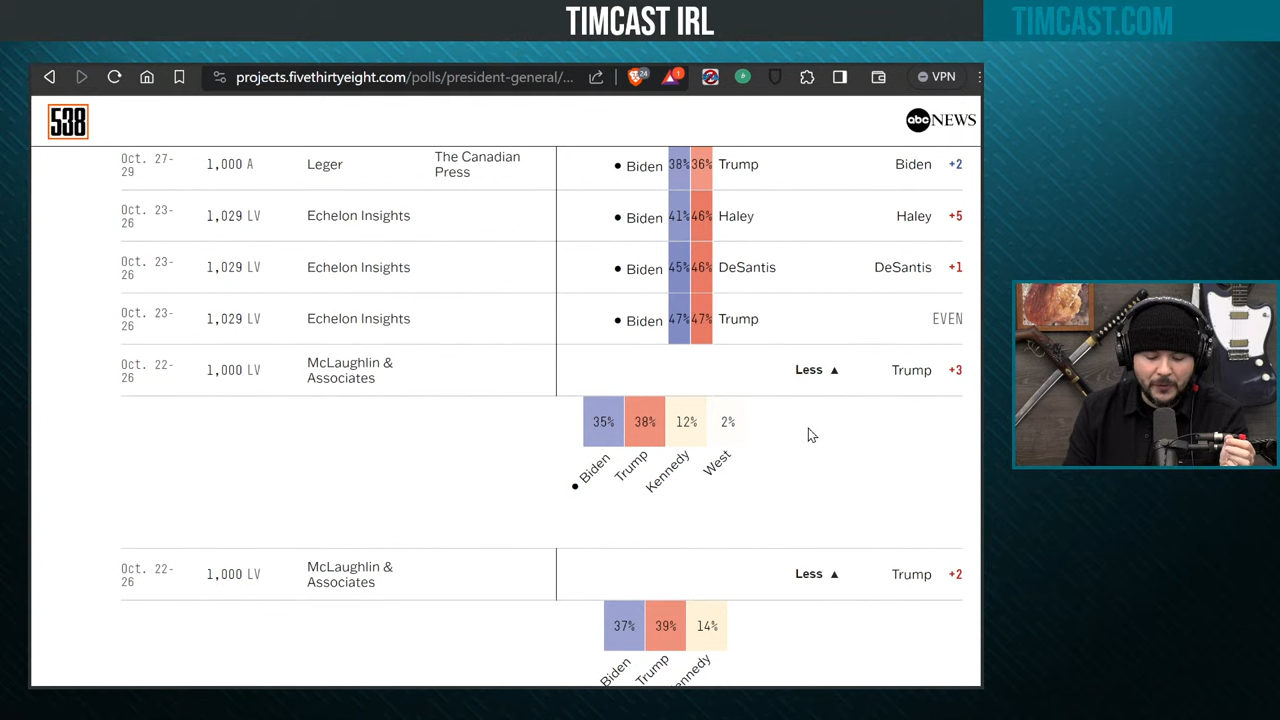 TIMCAST IRL
TIMCAST.COM
projects.fivethirtyeight.com/polls/president-general/...
24
1
VPN
538
abc NEWS
Oct. 27-
29
1,000 A
Leger
The Canadian
Press
Biden
38%
36%
Trump
Biden
+2
Oct. 23-
26
1,029 LV
Echelon Insights
Biden
41%
46%
Haley
Haley
+5
Oct. 23-
26
1,029 LV
Echelon Insights
Biden
45%
46%
DeSantis
DeSantis
+1
Oct. 23-
26
1,029 LV
Echelon Insights
Biden
47%
47%
Trump
EVEN
Oct. 22-
26
1,000 LV
McLaughlin &
Associates
Less ▲
Trump
+3
35%
38%
12%
2%
Biden
Trump
Kennedy
West
Oct. 22-
26
1,000 LV
McLaughlin &
Associates
Less ▲
Trump
+2
37%
39%
14%
Biden
Trump
ennedy